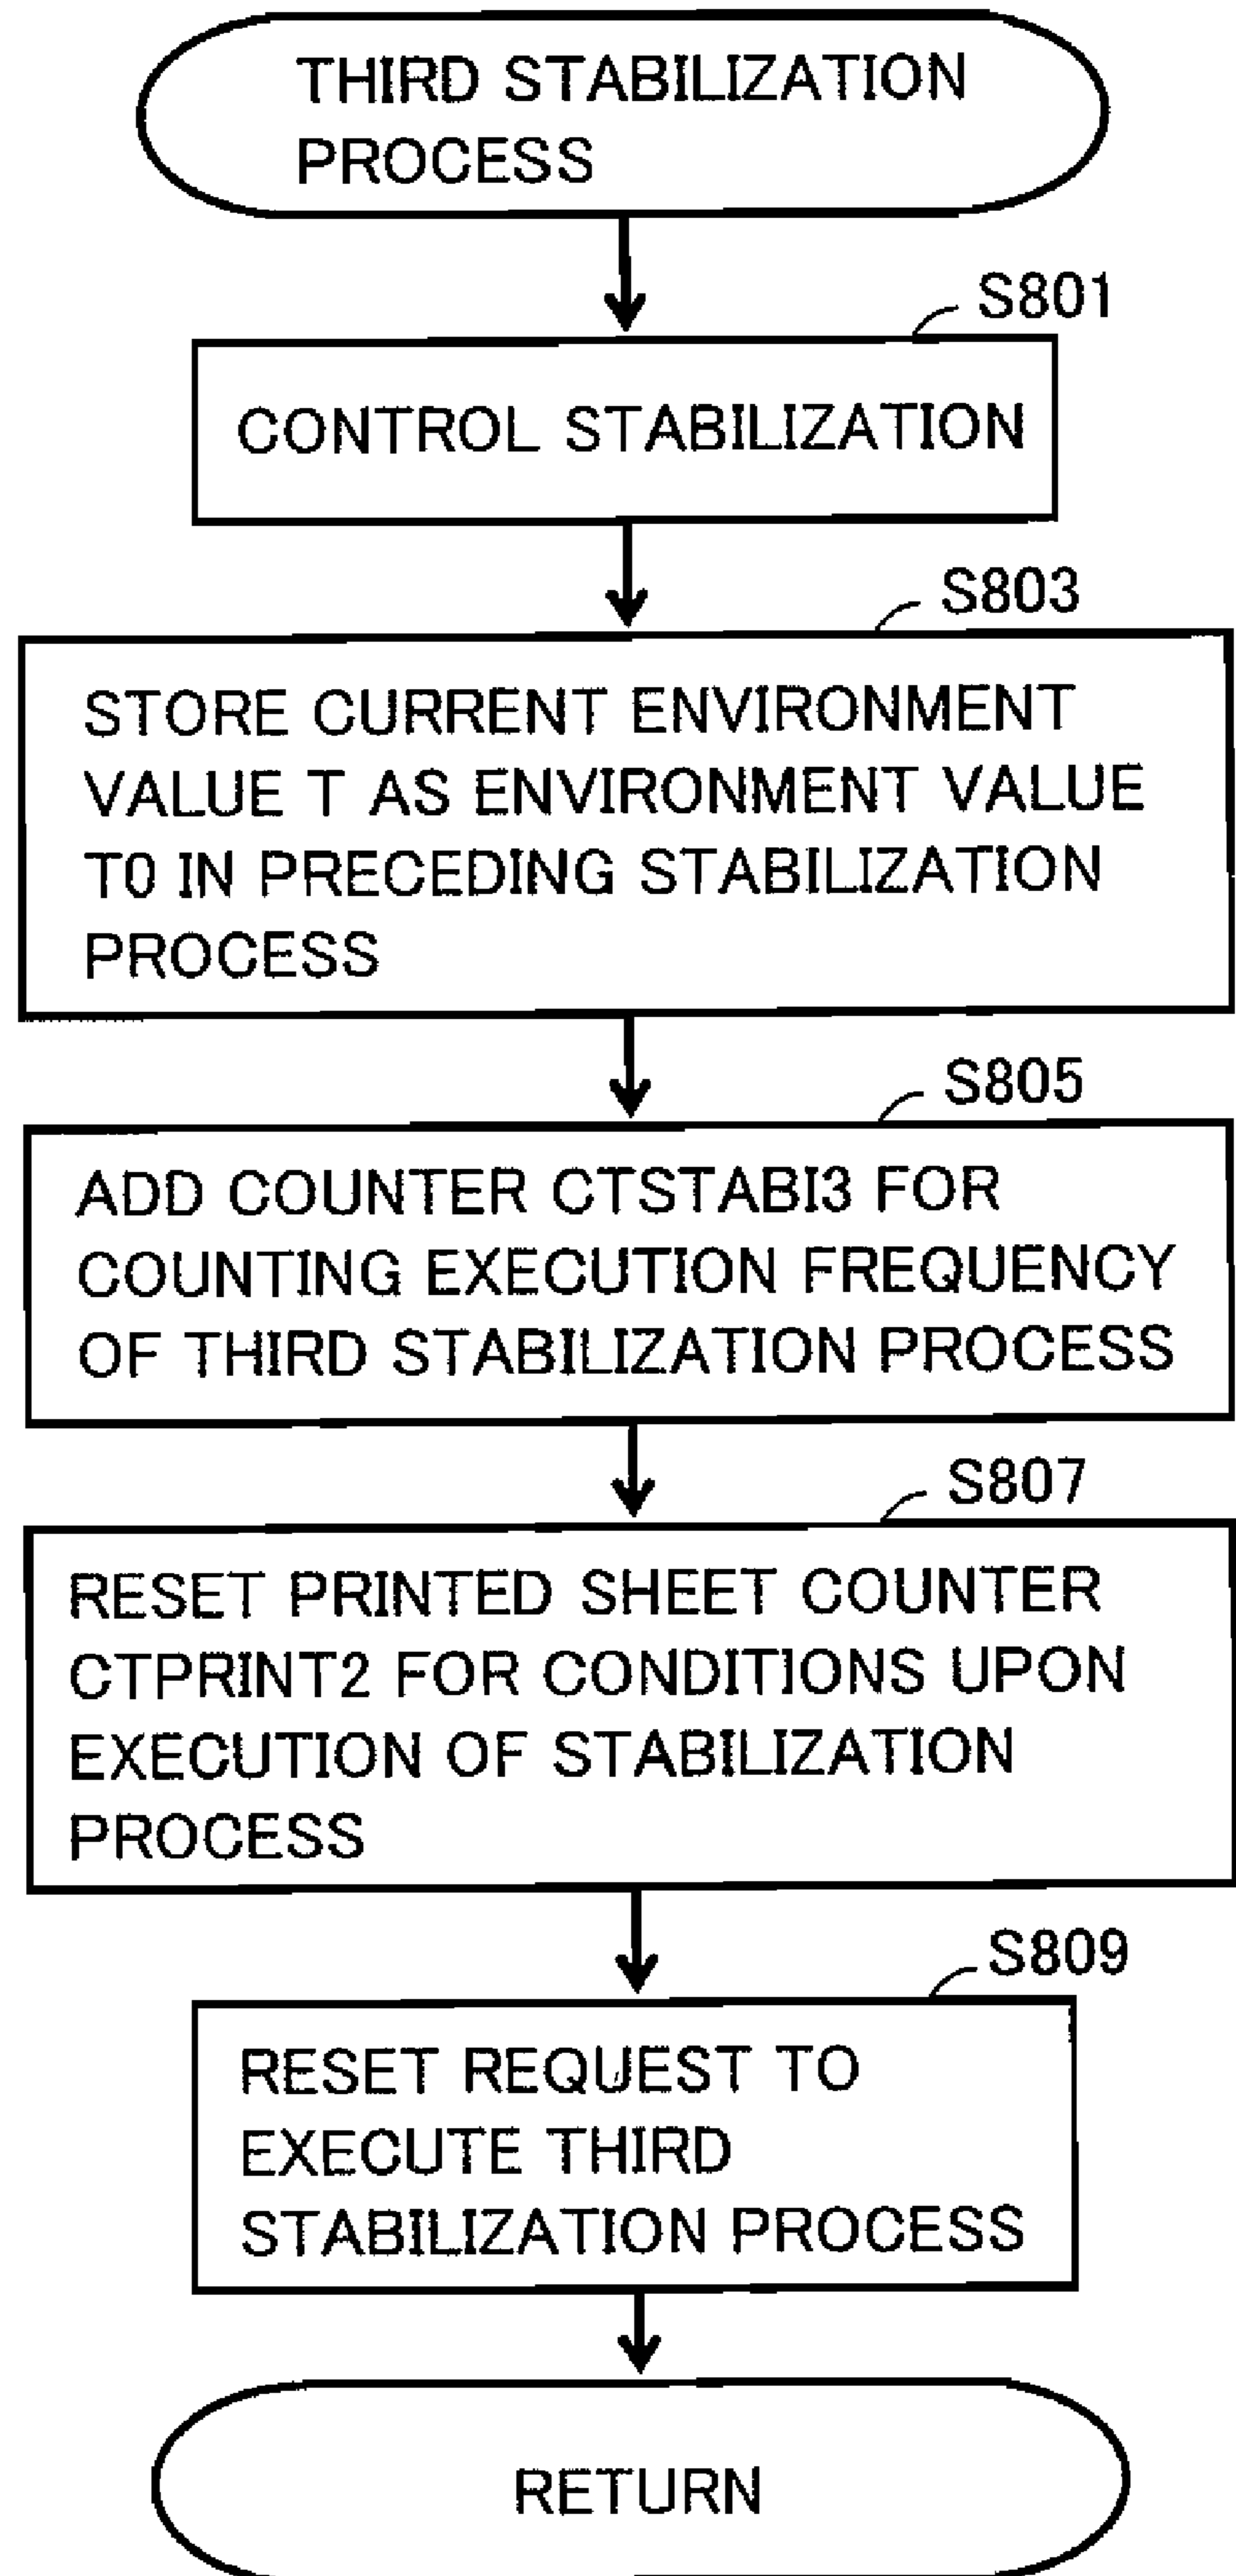 THIRD STABILIZATION
PROCESS
S801
CONTROL STABILIZATION
S803
STORE CURRENT ENVIRONMENT
VALUE T AS ENVIRONMENT VALUE
T0 IN PRECEDING STABILIZATION
PROCESS
S805
ADD COUNTER CTSTABI3 FOR
COUNTING EXECUTION FREQUENCY
OF THIRD STABILIZATION PROCESS
S807
RESET PRINTED SHEET COUNTER
CTPRINT2 FOR CONDITIONS UPON
EXECUTION OF STABILIZATION
PROCESS
S809
RESET REQUEST TO
EXECUTE THIRD
STABILIZATION PROCESS
RETURN